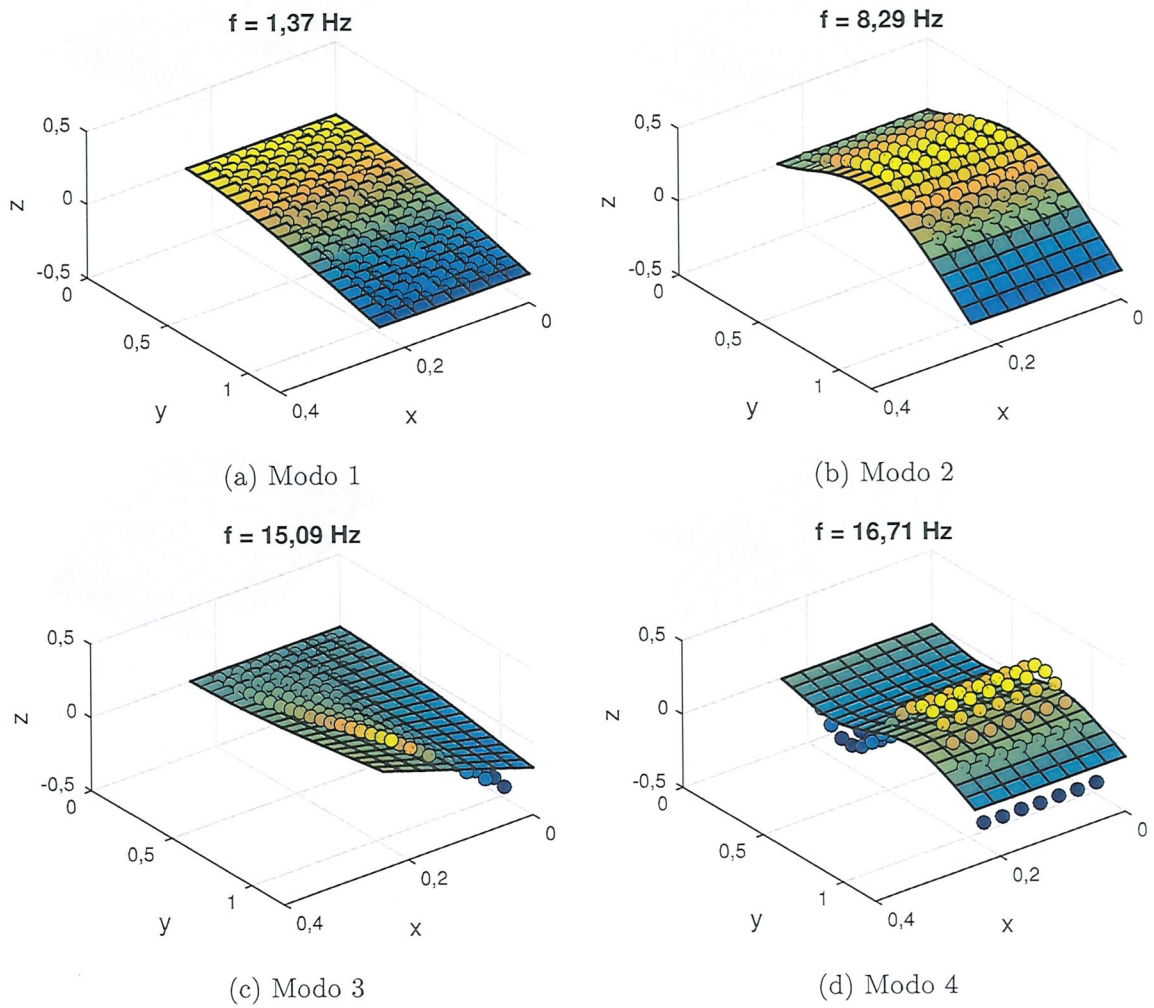 f = 1,37 Hz
0,5
0
-0,5
z
0
0,5
1
y
0,4
0,2
0
x
(a) Modo 1
f = 8,29 Hz
0,5
0
-0,5
z
0
0,5
1
y
0,4
0,2
0
x
(b) Modo 2
f = 15,09 Hz
0,5
0
-0,5
z
0
0,5
1
y
0,4
0,2
0
x
(c) Modo 3
f = 16,71 Hz
0,5
0
-0,5
z
0
0,5
1
y
0,4
0,2
0
x
(d) Modo 4